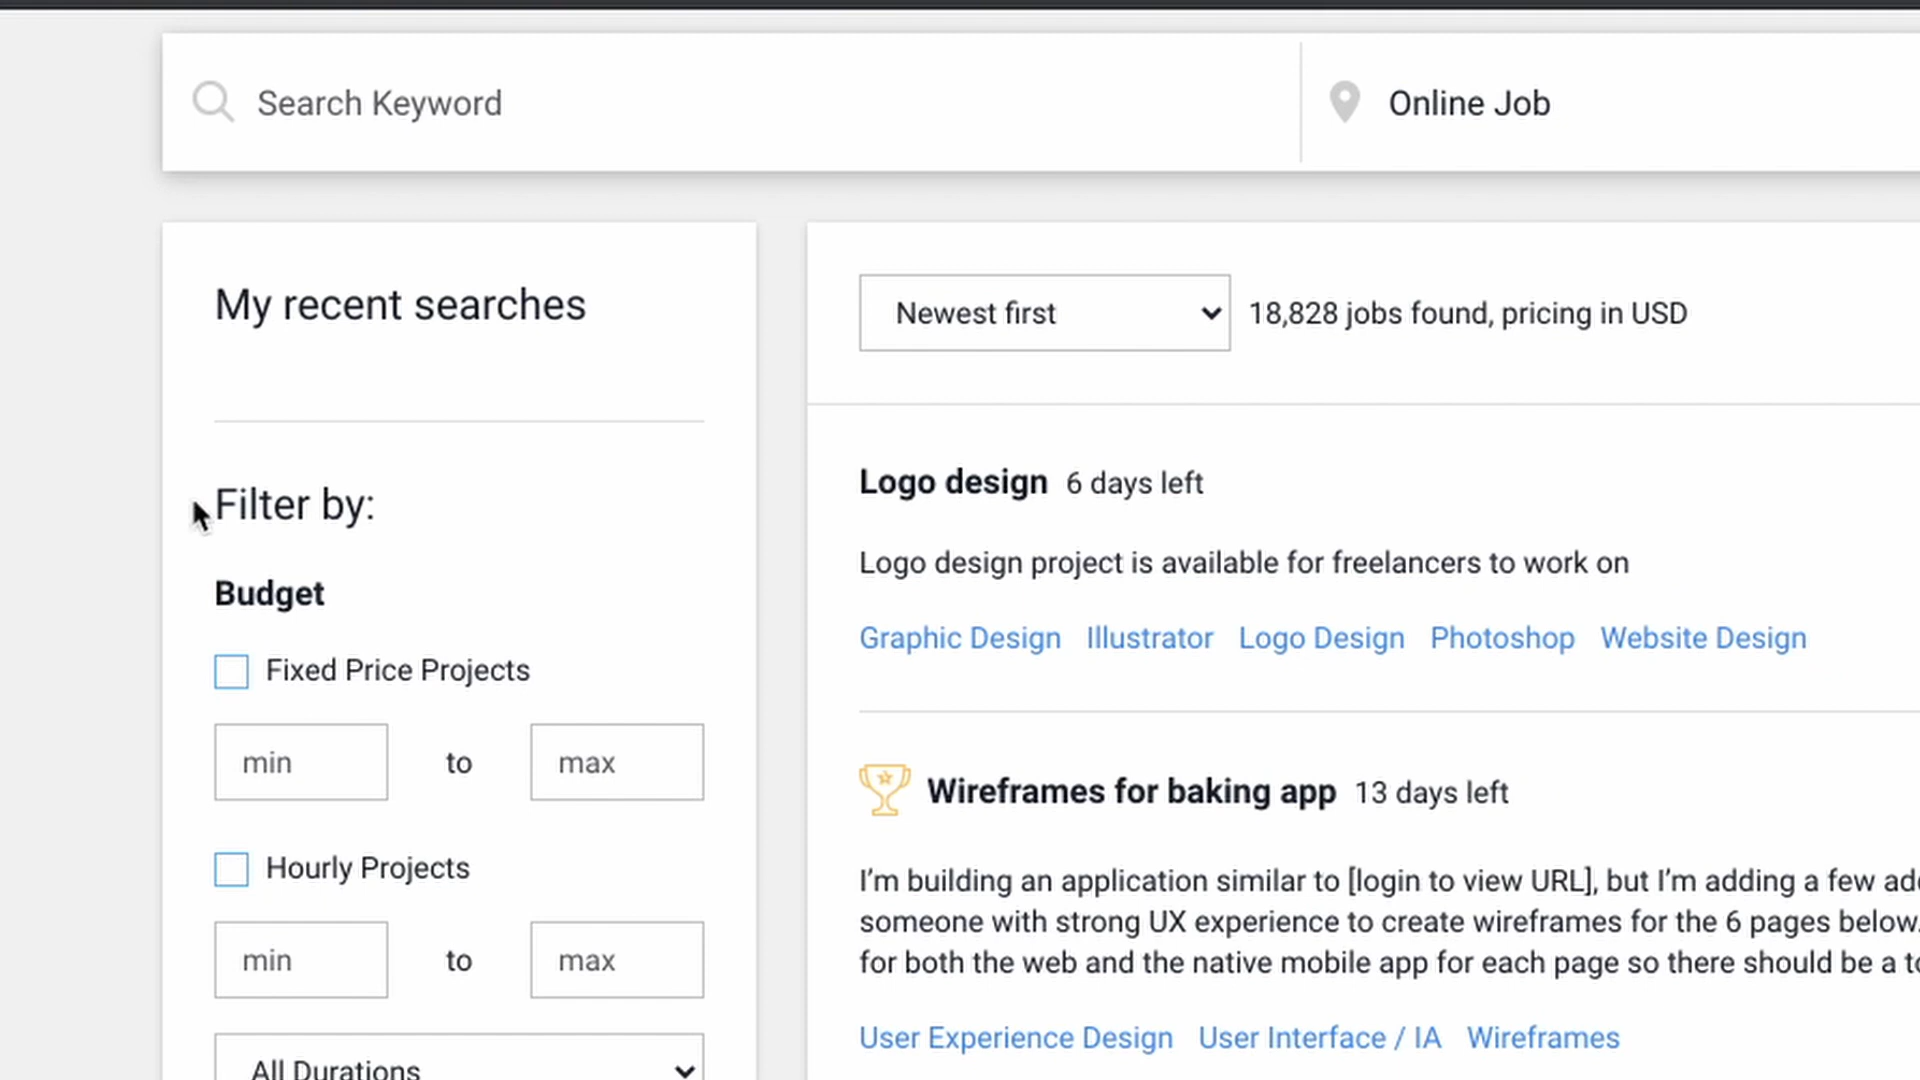 Search Keyword
Online Job
My recent searches
Filter by:
Budget
Fixed Price Projects
min to max
Hourly Projects
min to max
All Durations
Newest first
18,828 jobs found, pricing in USD
Logo design 6 days left
Logo design project is available for freelancers to work on
Graphic Design Illustrator Logo Design Photoshop Website Design
Wireframes for baking app 13 days left
I'm building an application similar to [login to view URL], but I'm adding a few
someone with strong UX experience to create wireframes for the 6 pages below.
for both the web and the native mobile app for each page so there should be a
User Experience Design User Interface / IA Wireframes